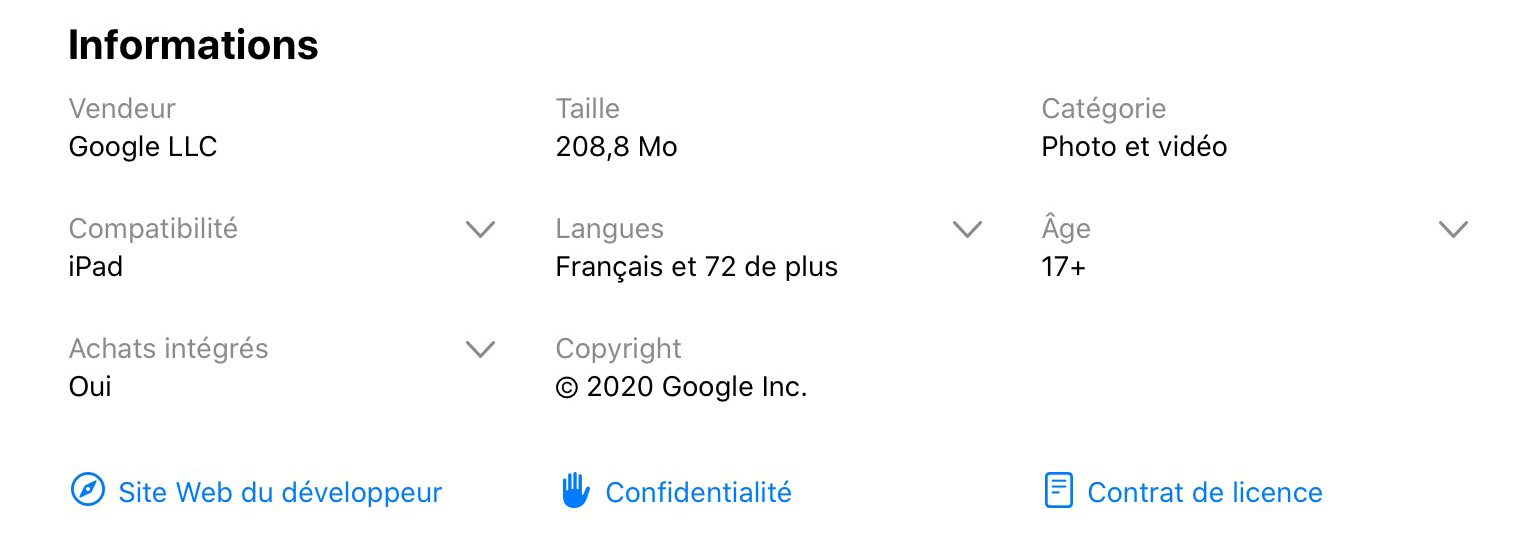 Informations
Vendeur
Google LLC
Taille
208,8 Mo
Catégorie
Photo et vidéo
Compatibilité
iPad
Langues
Français et 72 de plus
Âge
17+
Achats intégrés
Oui
Copyright
© 2020 Google Inc.
Site Web du développeur
Confidentialité
Contrat de licence